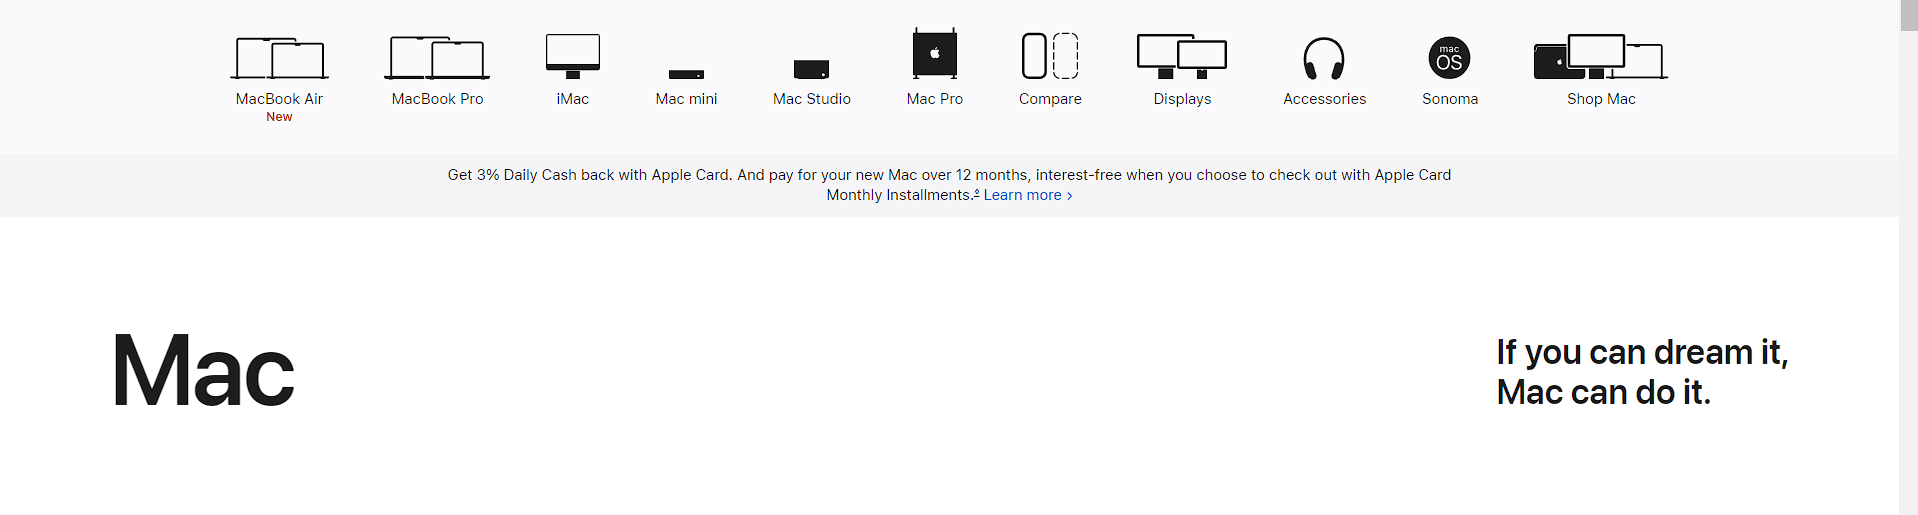 MacBook Air
New
MacBook Pro
iMac
Mac mini
Mac Studio
Mac Pro
Compare
Displays
Accessories
mac
OS
Sonoma
Shop Mac
Get 3% Daily Cash back with Apple Card. And pay for your new Mac over 12 months, interest-free when you choose to check out with Apple Card
Monthly Installments.◊ Learn more >
Mac
If you can dream it,
Mac can do it.